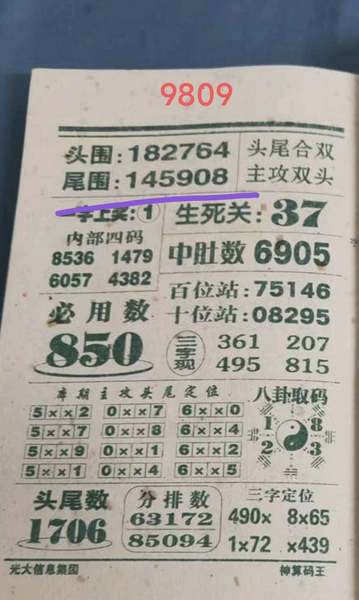 9809
头围:182764 头尾合双
尾围:145908 主攻双头
一字上奖:1 生死关:37
内部四码 中肚数 6905
8536 1479
6057 4382
必用数 百位站:75146
850 十位站:08295
三字现 361 207
495 815
本期主攻头尾定位 八卦取码
5××2 0××7 6××0 1 8
5××7 0××8 6××4 2 3
5××9 0××1 6××2
5××1 0××4 6××5
头尾数 分排数 三字定位
1706 63172 490× 8×65
85094 1×72 ×439
光大信息集团 神算码王